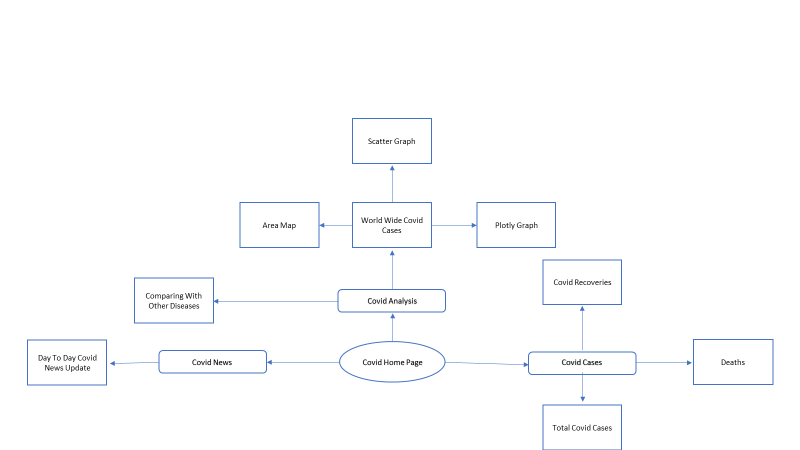 Scatter Graph
Area Map
World Wide Covid
Cases
Plotly Graph
Covid Recoveries
Comparing With
Other Diseases
Covid Analysis
Day To Day Covid
News Update
Covid News
Covid Home Page
Covid Cases
Deaths
Total Covid Cases